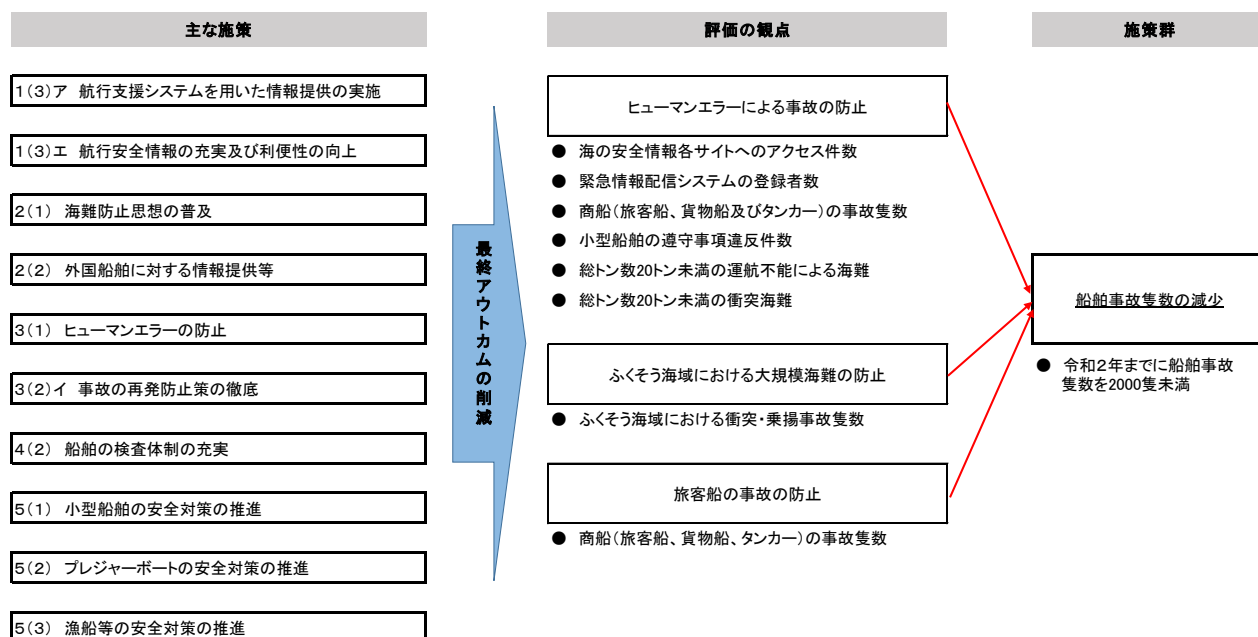 主な施策
1(3)ア 航行支援システムを用いた情報提供の実施
1(3)エ 航行安全情報の充実及び利便性の向上
2(1) 海難防止思想の普及
2(2) 外国船舶に対する情報提供等
3(1) ヒューマンエラーの防止
3(2)イ 事故の再発防止策の徹底
4(2) 船舶の検査体制の充実
5(1) 小型船舶の安全対策の推進
5(2) プレジャーボートの安全対策の推進
5(3) 漁船等の安全対策の推進
最終アウトカムの削減
評価の観点
ヒューマンエラーによる事故の防止
● 海の安全情報各サイトへのアクセス件数
● 緊急情報配信システムの登録者数
● 商船(旅客船、貨物船及びタンカー)の事故隻数
● 小型船舶の遵守事項違反件数
● 総トン数20トン未満の運航不能による海難
● 総トン数20トン未満の衝突海難
ふくそう海域における大規模海難の防止
● ふくそう海域における衝突・乗揚事故隻数
旅客船の事故の防止
● 商船(旅客船、貨物船、タンカー)の事故隻数
施策群
船舶事故隻数の減少
● 令和2年までに船舶事故
隻数を2000隻未満